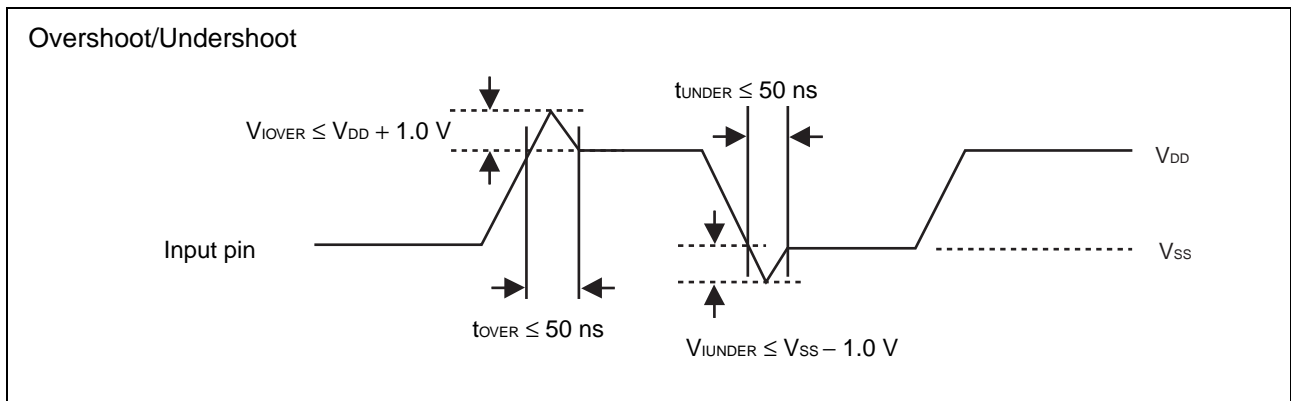 Overshoot/Undershoot
tUNDER ≤ 50 ns
VIOVER ≤ VDD + 1.0 V
VDD
Input pin
VSS
tOVER ≤ 50 ns
VIUNDER ≤ VSS − 1.0 V